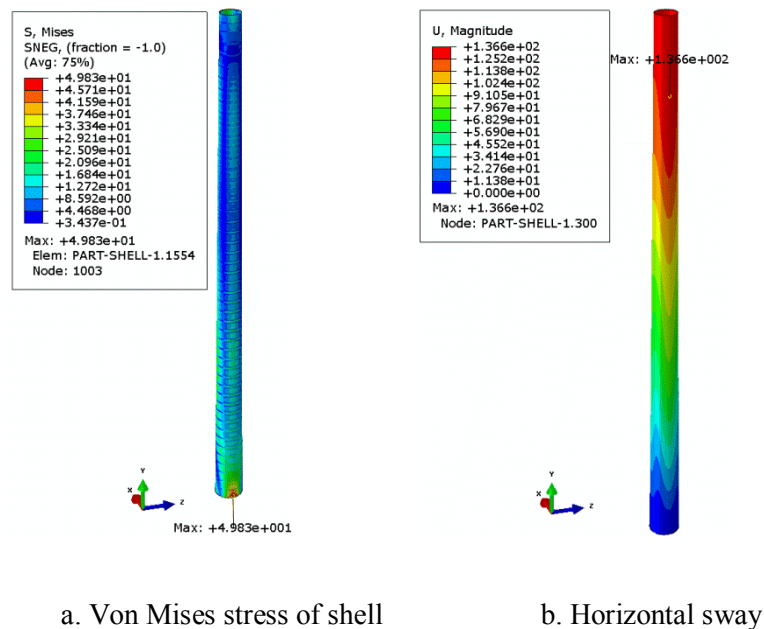 S, Mises
SNEG, (fraction = -1.0)
(Avg: 75%)
+4.983e+01
+4.571e+01
+4.159e+01
+3.746e+01
+3.334e+01
+2.921e+01
+2.509e+01
+2.096e+01
+1.684e+01
+1.272e+01
+8.592e+00
+4.468e+00
+3.437e-01
Max: +4.983e+01
Elem: PART-SHELL-1.1554
Node: 1003
Y
X
Z
Max: +4.983e+001
U, Magnitude
+1.366e+02
+1.252e+02
+1.138e+02
+1.024e+02
+9.105e+01
+7.967e+01
+6.829e+01
+5.690e+01
+4.552e+01
+3.414e+01
+2.276e+01
+1.138e+01
+0.000e+00
Max: +1.366e+02
Node: PART-SHELL-1.300
Max: +1.366e+002
Y
X
Z
a. Von Mises stress of shell
b. Horizontal sway